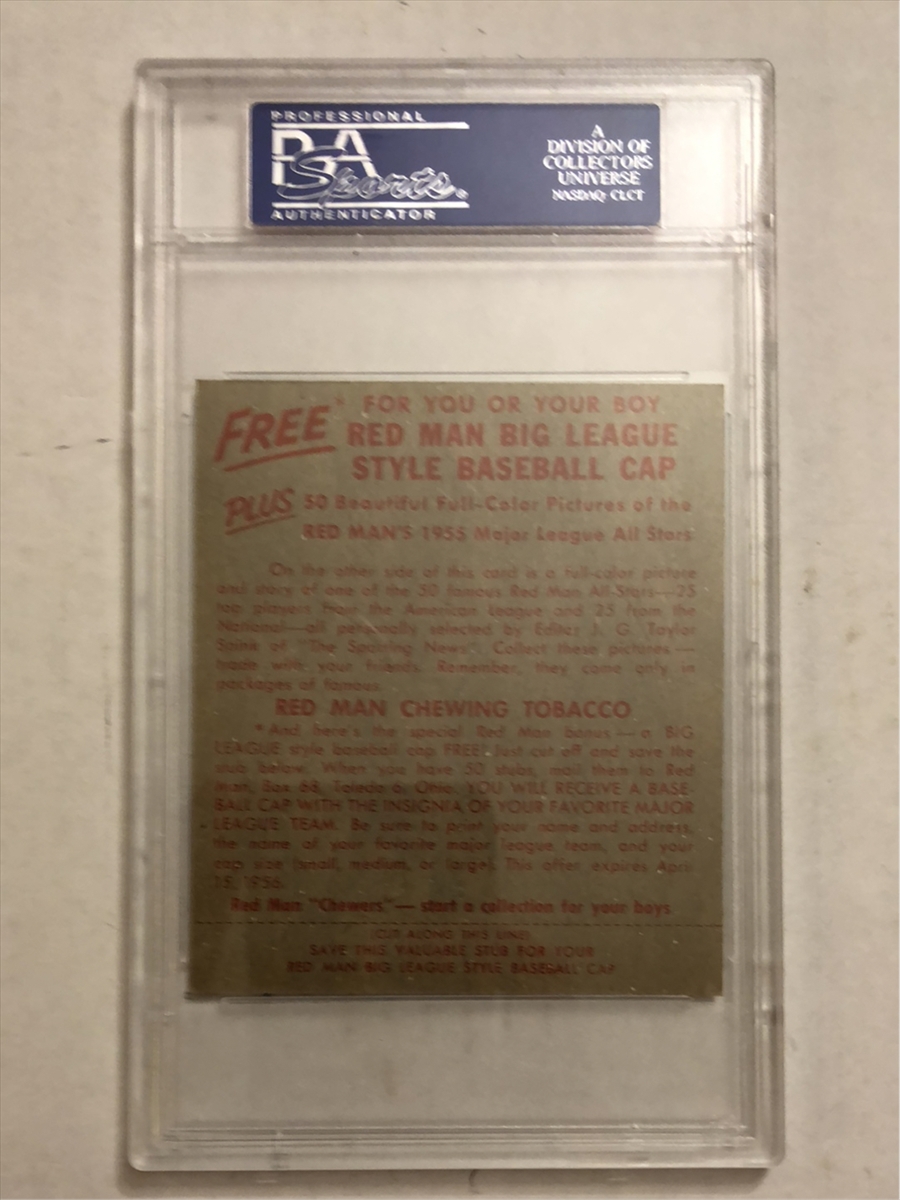 PROFESSIONAL
PSA
Sports®
AUTHENTICATOR
A
DIVISION OF
COLLECTORS
UNIVERSE
NASDAQ: CLCT
FREE* FOR YOU OR YOUR BOY
RED MAN BIG LEAGUE
STYLE BASEBALL CAP
PLUS 50 Beautiful Full-Color Pictures of the
RED MAN'S 1955 Major League All Stars
On the other side of this card is a full-color picture
and story of one of the 50 famous Red Man All-Stars—25
top players from the American League and 25 from the
National—all personally selected by Editor J. G. Taylor
Spink of "The Sporting News". Collect these pictures—
trade with your friends. Remember, they come only in
packages of famous
RED MAN CHEWING TOBACCO
*And here's the special Red Man bonus—a BIG
LEAGUE style baseball cap FREE! Just cut off and save the
stub below. When you have 50 stubs, mail them to Red
Man, Box 68, Toledo 6, Ohio. YOU WILL RECEIVE A BASE-
BALL CAP WITH THE INSIGNIA OF YOUR FAVORITE MAJOR
LEAGUE TEAM. Be sure to print your name and address,
the name of your favorite major league team, and your
cap size (small, medium, or large). This offer expires April
15, 1956.
Red Man "Chewers"—start a collection for your boys
(CUT ALONG THIS LINE)
SAVE THIS VALUABLE STUB FOR YOUR
RED MAN BIG LEAGUE STYLE BASEBALL CAP